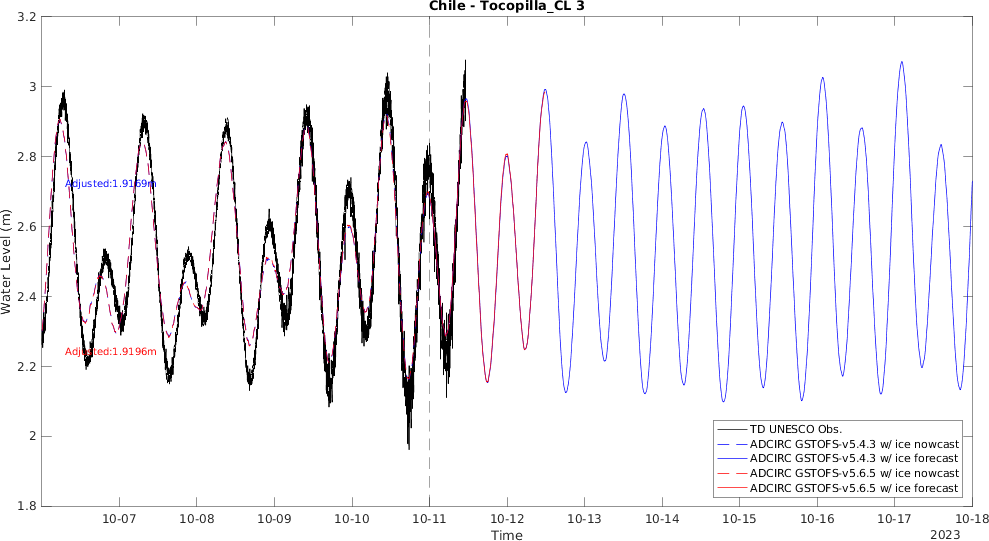 Chile - Tocopilla_CL 3
Water Level (m)
3.2
3
2.8
2.6
2.4
2.2
2
1.8
Adjusted:1.9169m
Adjusted:1.9196m
TD UNESCO Obs.
ADCIRC GSTOFS-v5.4.3 w/ ice nowcast
ADCIRC GSTOFS-v5.4.3 w/ ice forecast
ADCIRC GSTOFS-v5.6.5 w/ ice nowcast
ADCIRC GSTOFS-v5.6.5 w/ ice forecast
10-07 10-08 10-09 10-10 10-11 10-12 10-13 10-14 10-15 10-16 10-17 10-18
Time
2023